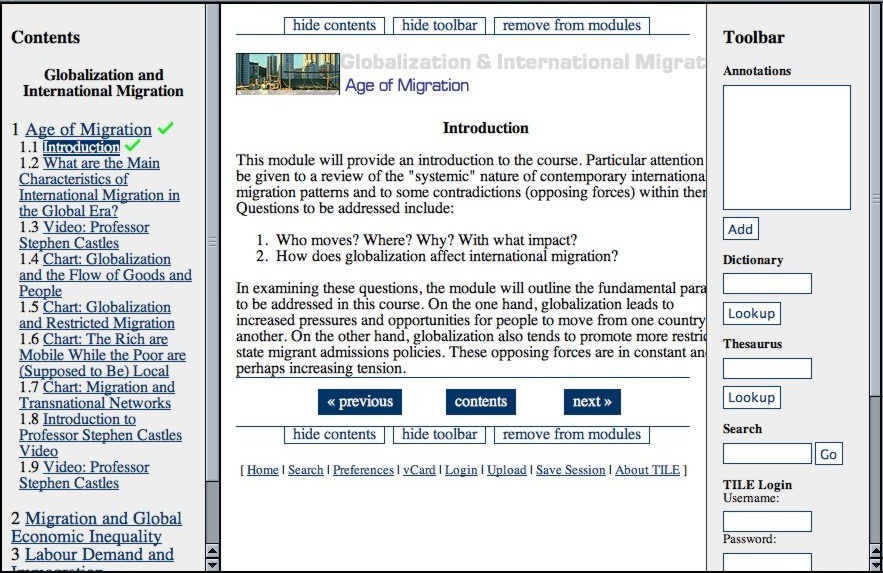 Contents
Globalization and
International Migration
1 Age of Migration
1.1 Introduction
1.2 What are the Main
Characteristics of
International Migration in
the Global Era?
1.3 Video: Professor
Stephen Castles
1.4 Chart: Globalization
and the Flow of Goods and
People
1.5 Chart: Globalization
and Restricted Migration
1.6 Chart: The Rich are
Mobile While the Poor are
(Supposed to Be) Local
1.7 Chart: Migration and
Transnational Networks
1.8 Introduction to
Professor Stephen Castles
Video
1.9 Video: Professor
Stephen Castles
2 Migration and Global
Economic Inequality
3 Labour Demand and
hide contents hide toolbar remove from modules
Globalization & International Migrat
Age of Migration
Introduction
This module will provide an introduction to the course. Particular attention
be given to a review of the "systemic" nature of contemporary internationa
migration patterns and to some contradictions (opposing forces) within ther
Questions to be addressed include:
1. Who moves? Where? Why? With what impact?
2. How does globalization affect international migration?
In examining these questions, the module will outline the fundamental para
to be addressed in this course. On the one hand, globalization leads to
increased pressures and opportunities for people to move from one country
another. On the other hand, globalization also tends to promote more restric
state migrant admissions policies. These opposing forces are in constant an
perhaps increasing tension.
« previous contents next »
hide contents hide toolbar remove from modules
[ Home | Search | Preferences | vCard | Login | Upload | Save Session | About TILE ]
Toolbar
Annotations
Add
Dictionary
Lookup
Thesaurus
Lookup
Search
Go
TILE Login
Username:
Password: